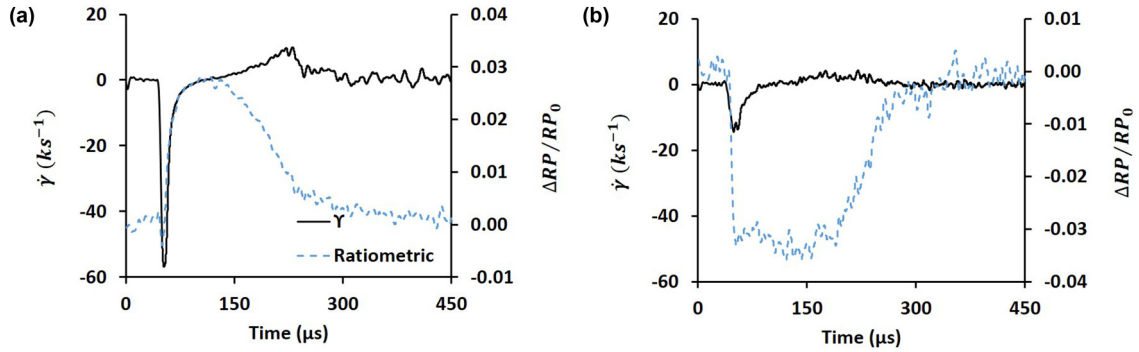 (a)
20
0
-20
-40
-60
γ̇ (ks⁻¹)
0.04
0.03
0.02
0.01
0.00
-0.01
ΔRP/RP₀
ϒ
Ratiometric
0 150 300 450
Time (µs)
(b)
20
0
-20
-40
-60
γ̇ (ks⁻¹)
0.01
0.00
-0.01
-0.02
-0.03
-0.04
ΔRP/RP₀
0 150 300 450
Time (µs)